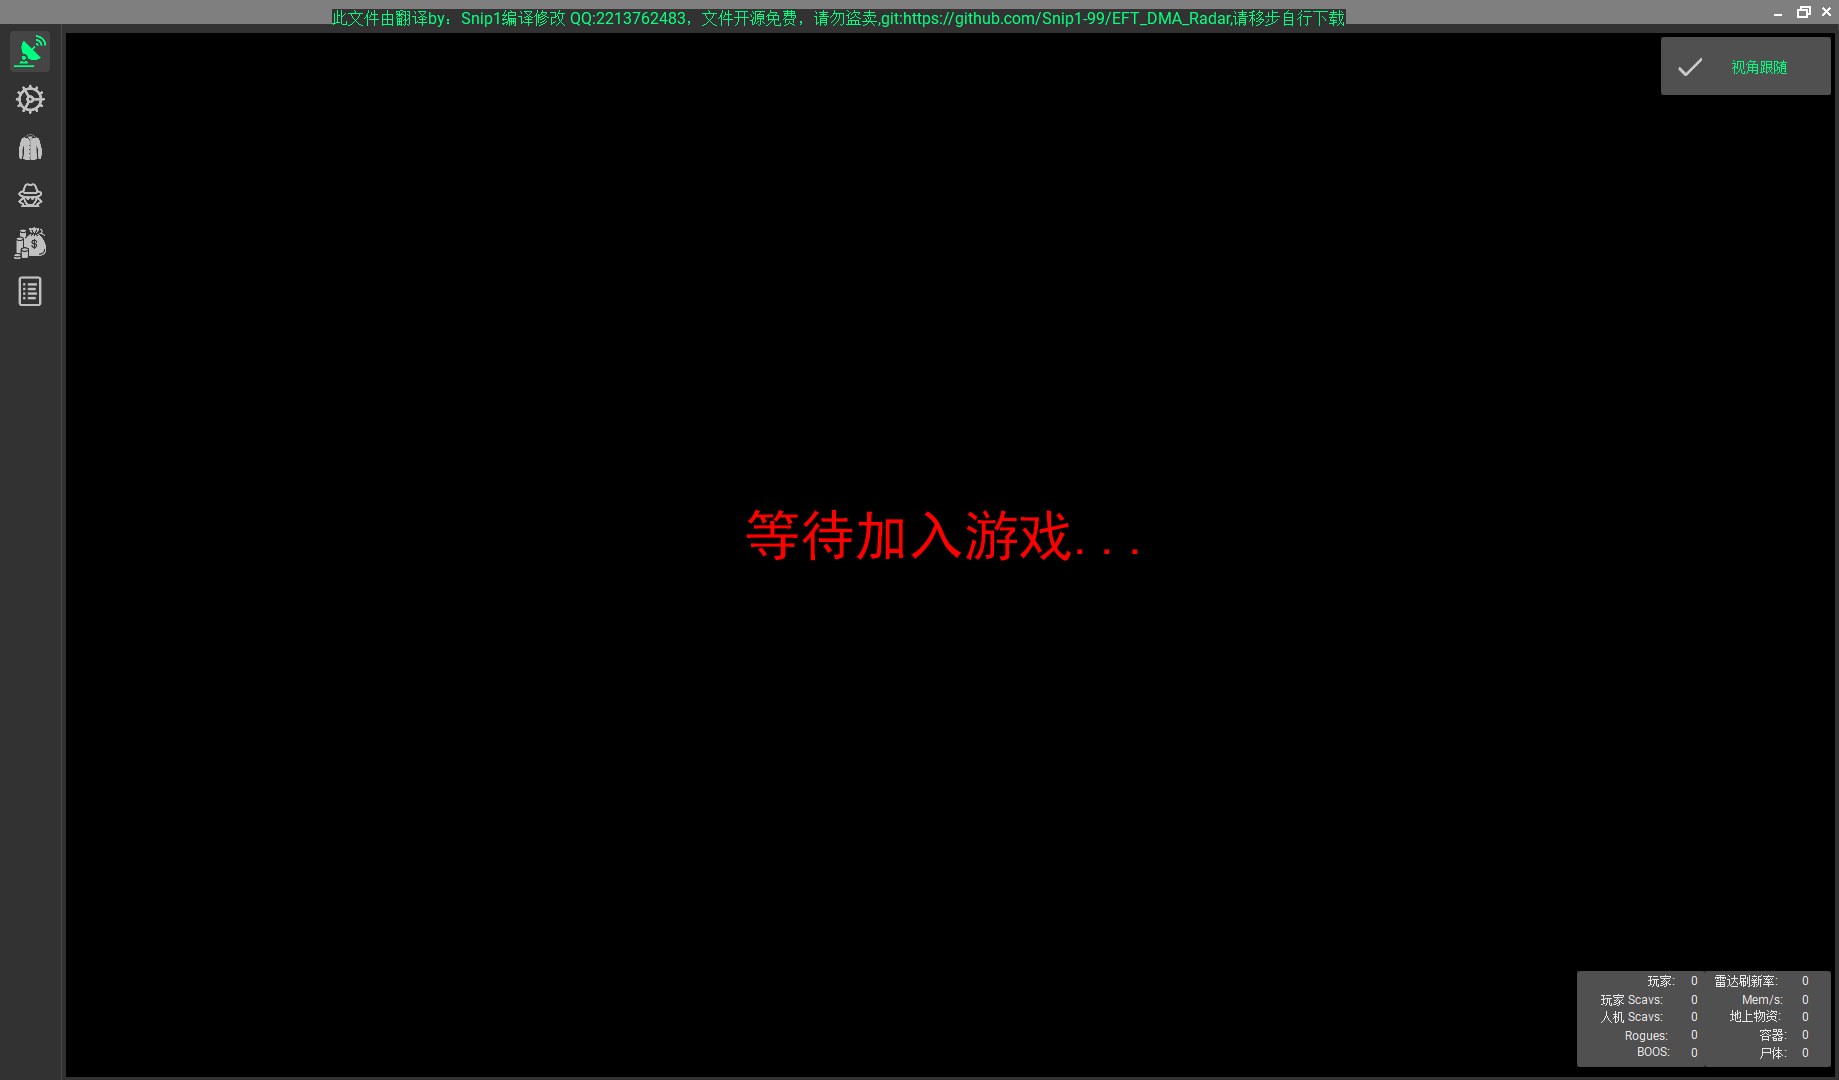 此文件由翻译by：Snip1编译修改 QQ:2213762483，文件开源免费，请勿盗卖,git:https://github.com/Snip1-99/EFT_DMA_Radar,请移步自行下载
视角跟随
等待加入游戏...
玩家: 0 雷达刷新率: 0
玩家 Scavs: 0 Mem/s: 0
人机 Scavs: 0 地上物资: 0
Rogues: 0 容器: 0
BOOS: 0 尸体: 0